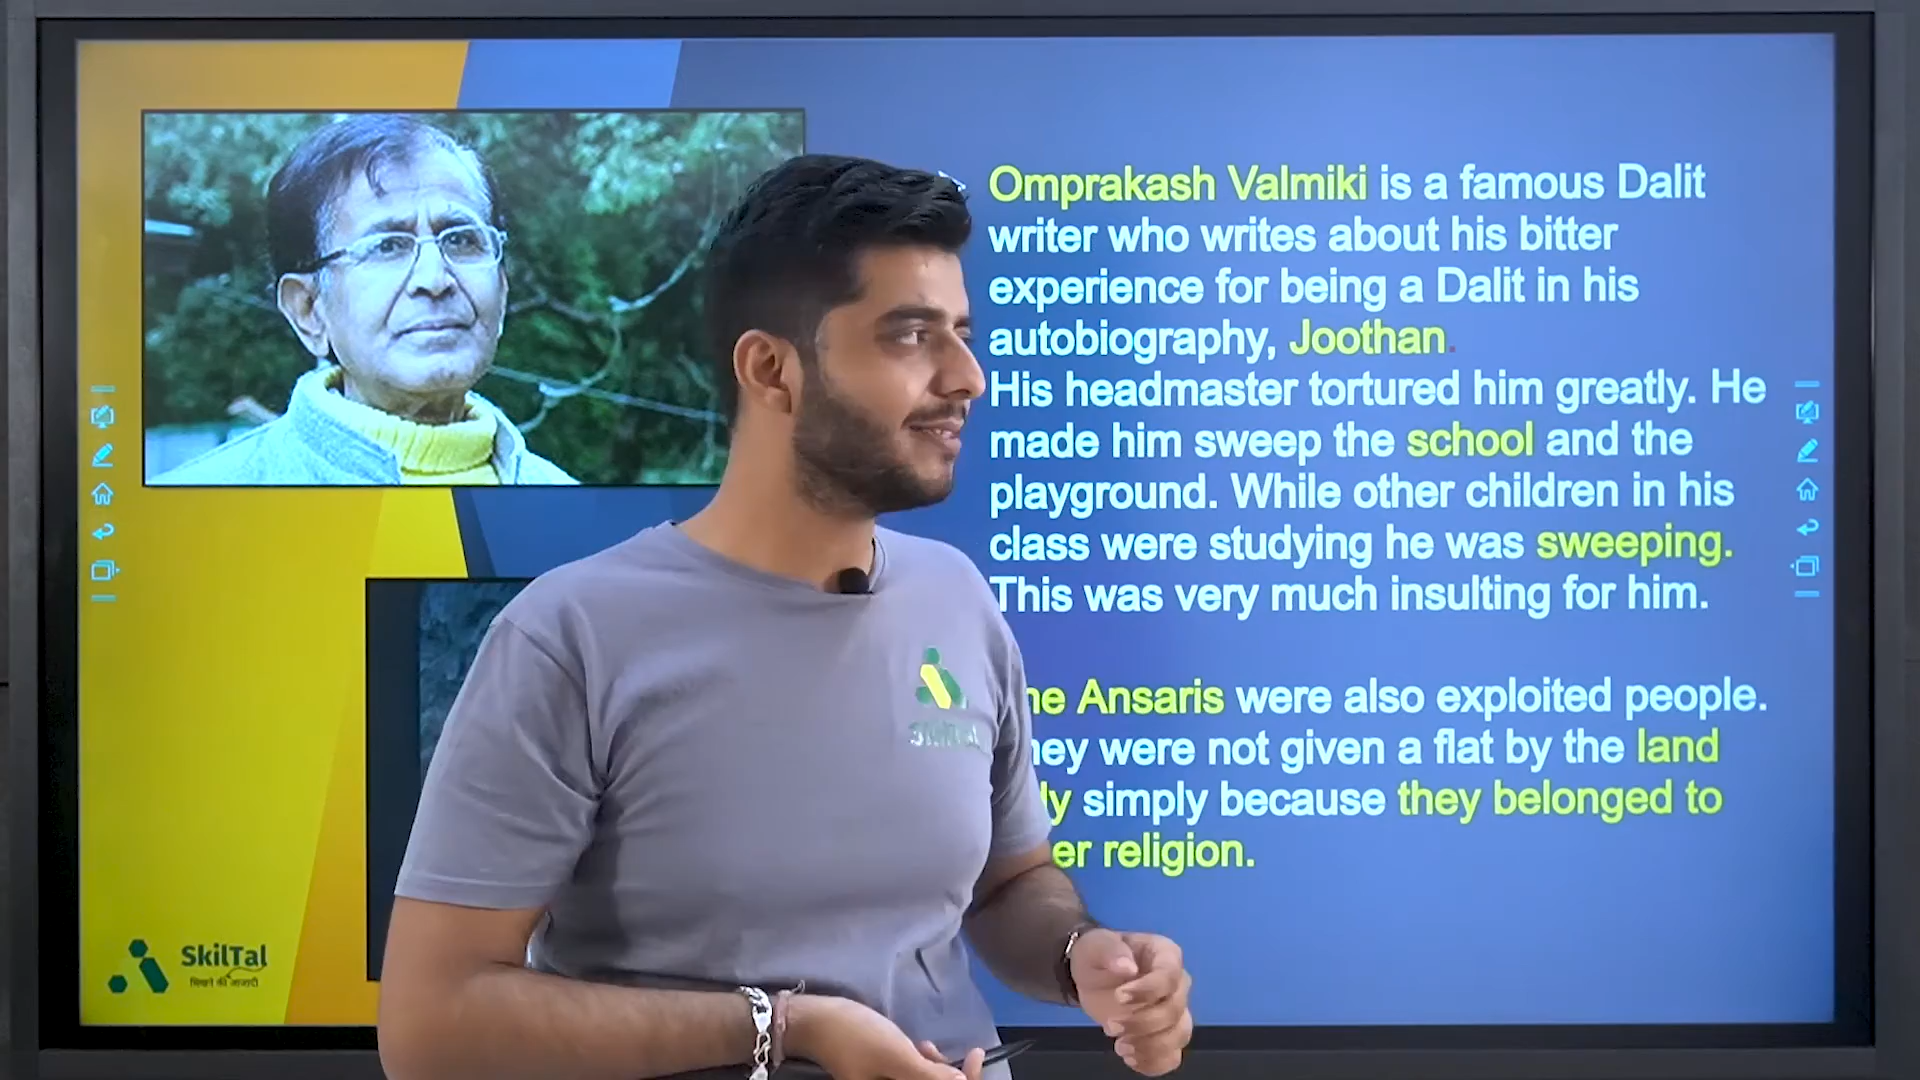 Omprakash Valmiki is a famous Dalit
writer who writes about his bitter
experience for being a Dalit in his
autobiography, Joothan.
His headmaster tortured him greatly. He
made him sweep the school and the
playground. While other children in his
class were studying he was sweeping.
This was very much insulting for him.
Ansaris were also exploited people.
were not given a flat by the land
simply because they belonged to
religion.
SkilTal
SkilTal
सिखने की आजादी